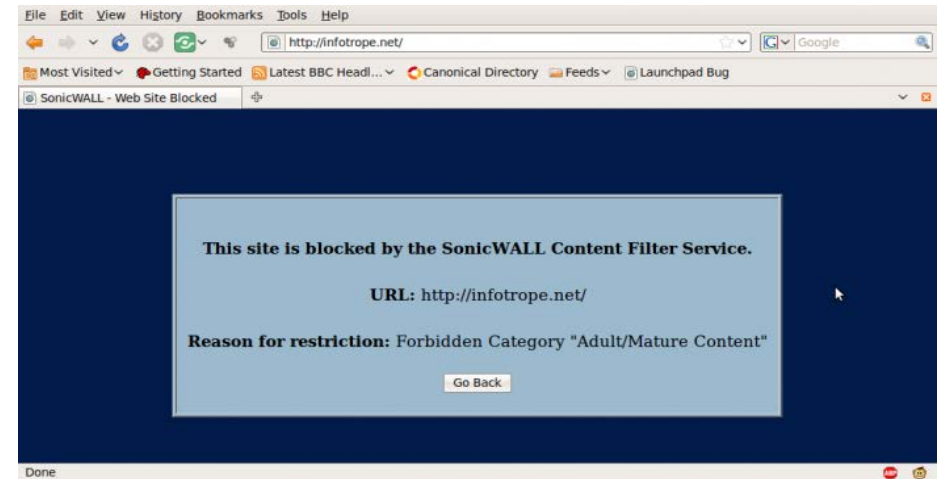 File Edit View History Bookmarks Tools Help
http://infotrope.net/ Google
Most Visited Getting Started Latest BBC Headl... Canonical Directory Feeds Launchpad Bug
SonicWALL - Web Site Blocked
This site is blocked by the SonicWALL Content Filter Service.
URL: http://infotrope.net/
Reason for restriction: Forbidden Category "Adult/Mature Content"
Go Back
Done ABP